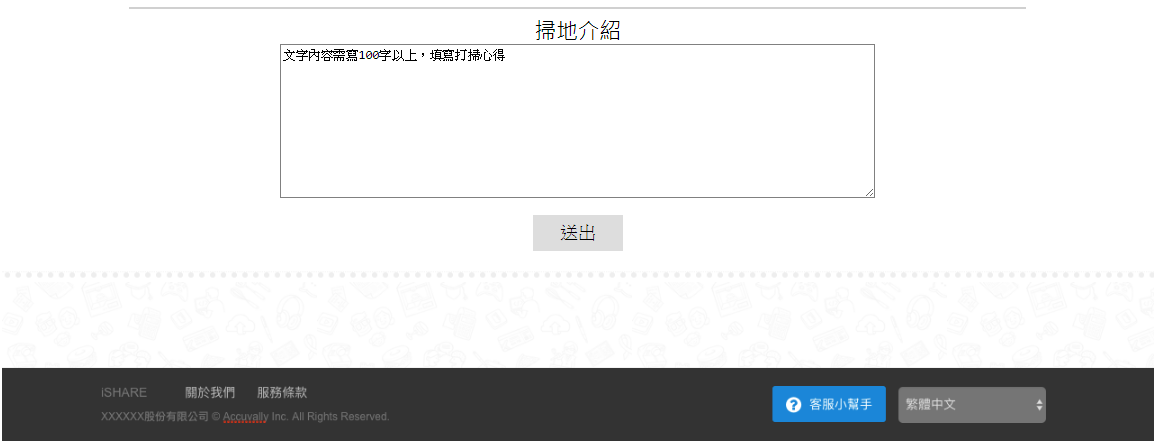 掃地介紹
文字內容需寫100字以上，填寫打掃心得
送出
iSHARE 關於我們 服務條款
XXXXXX股份有限公司 © Accuvally Inc. All Rights Reserved.
客服小幫手 繁體中文